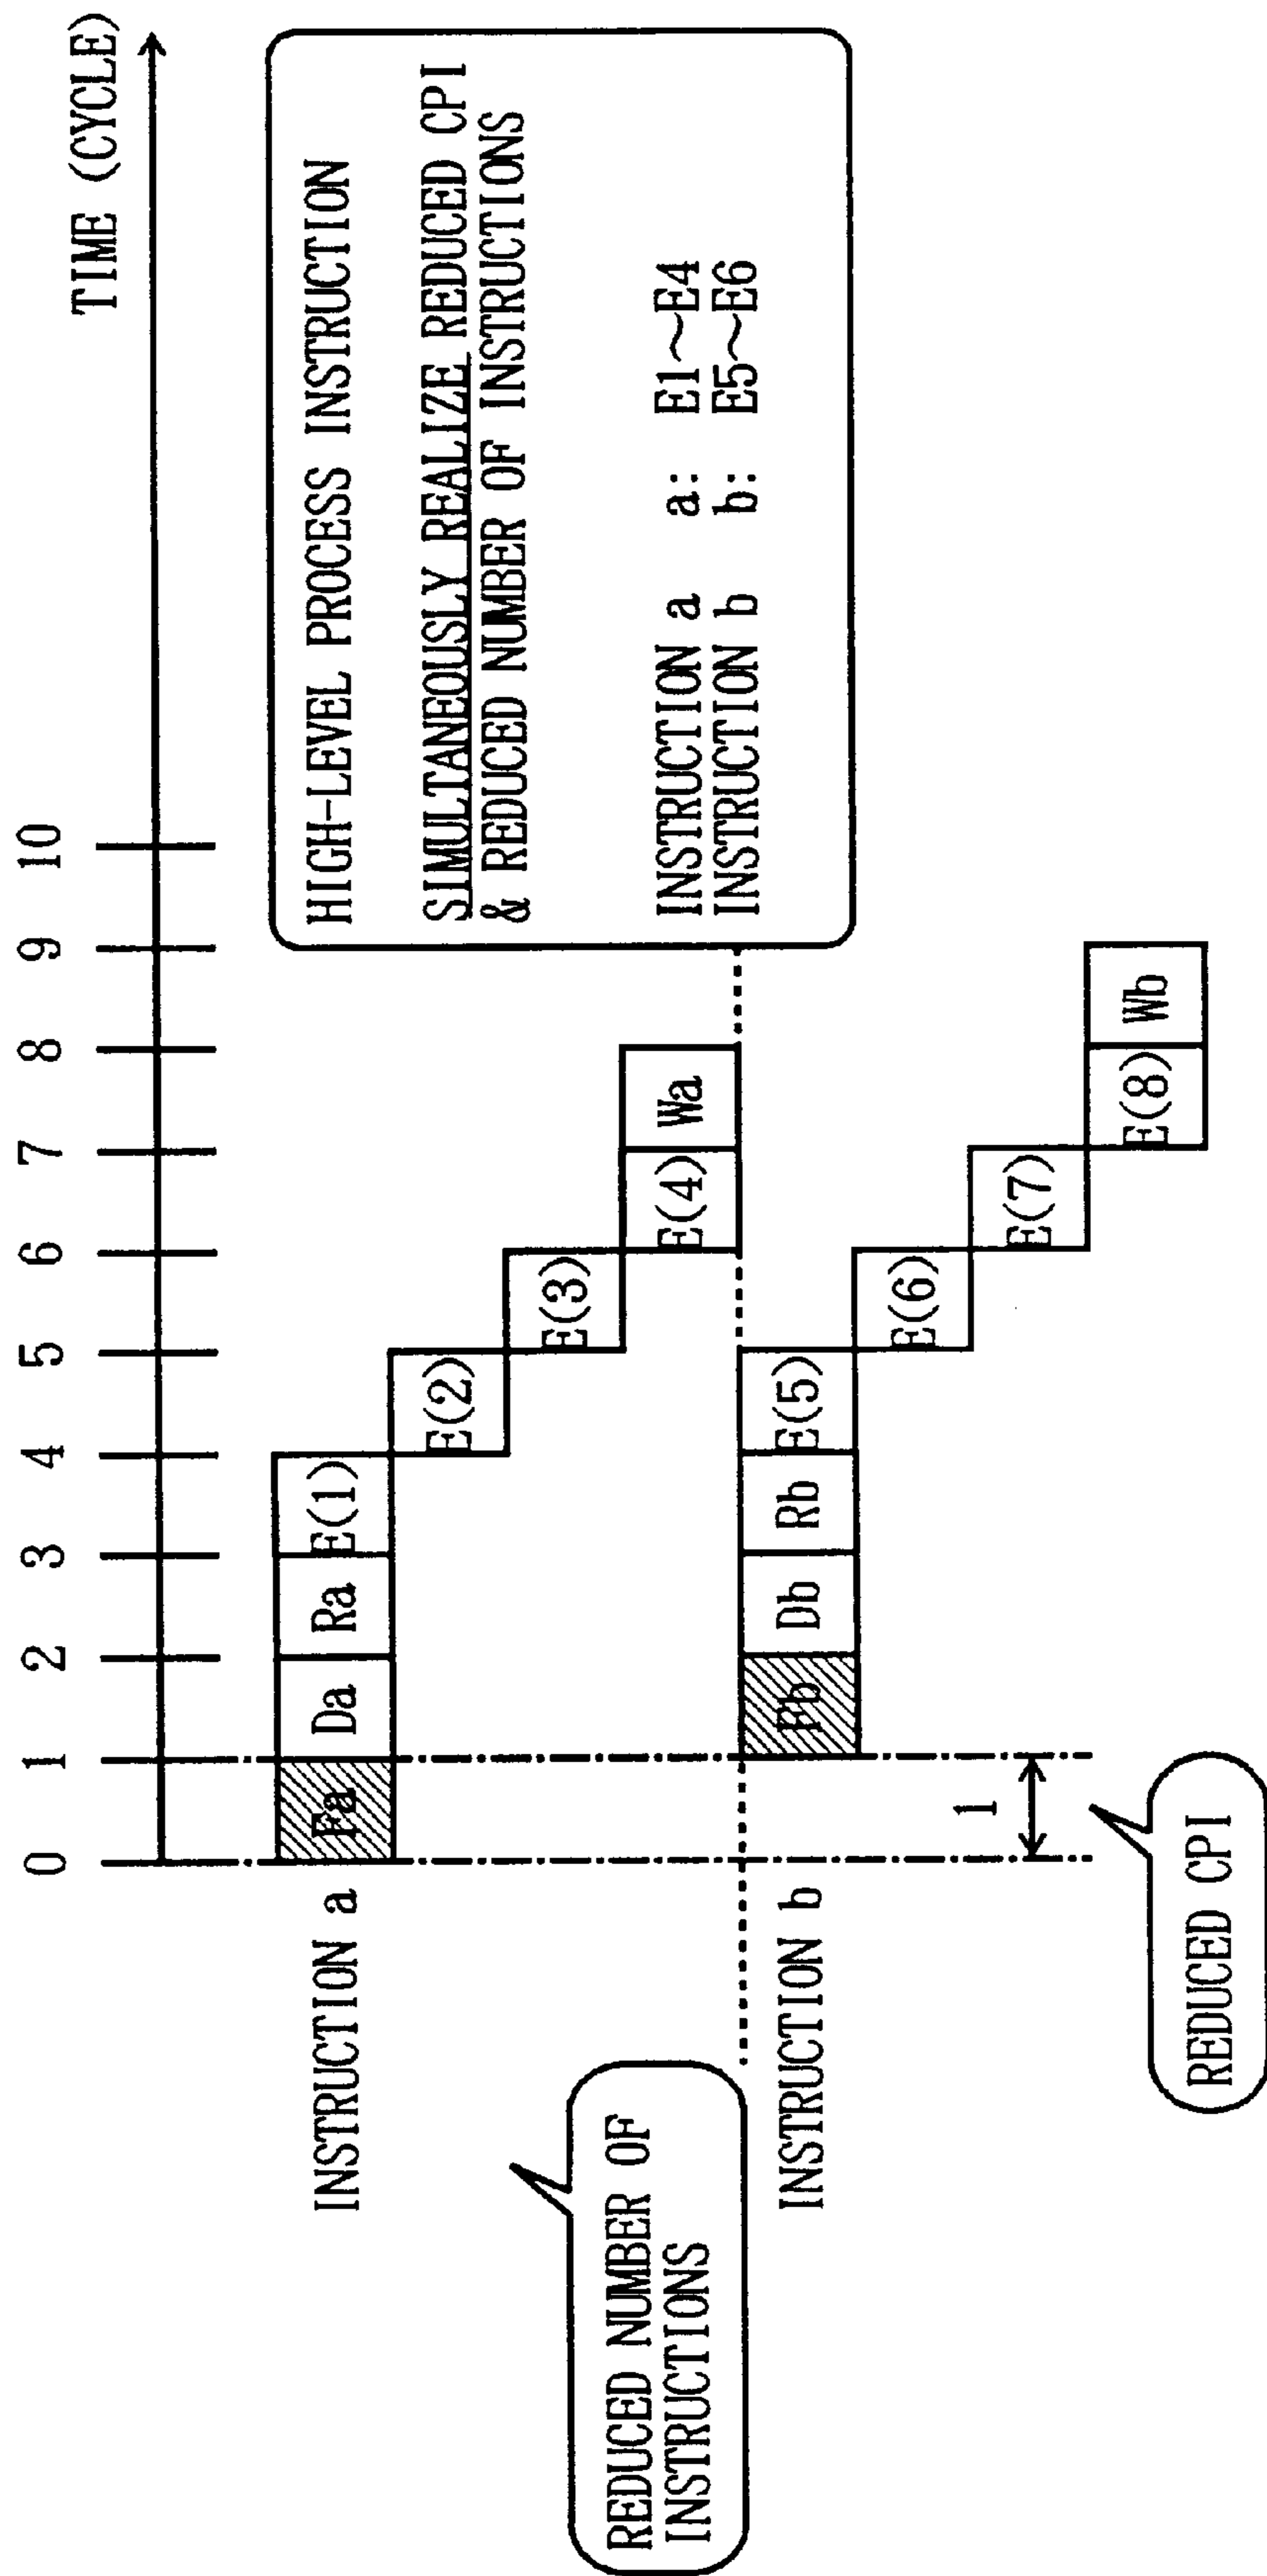 TIME (CYCLE)
0 1 2 3 4 5 6 7 8 9 10
INSTRUCTION a
Fa Da Ra E(1)
E(2)
E(3)
E(4) Wa
REDUCED NUMBER OF
INSTRUCTIONS
INSTRUCTION b
Fb Db Rb E(5)
E(6)
E(7)
E(8) Wb
1
REDUCED CPI
HIGH-LEVEL PROCESS INSTRUCTION
SIMULTANEOUSLY REALIZE REDUCED CPI
& REDUCED NUMBER OF INSTRUCTIONS
INSTRUCTION a a: E1~E4
INSTRUCTION b b: E5~E6